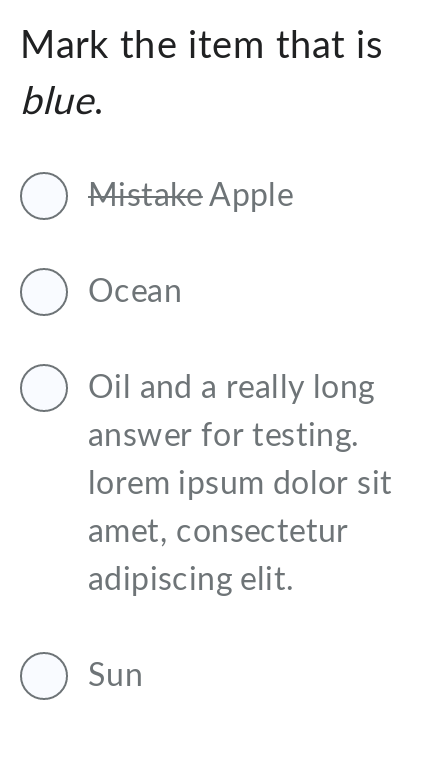 Mark the item that is
blue.
Mistake Apple
Ocean
Oil and a really long
answer for testing.
lorem ipsum dolor sit
amet, consectetur
adipiscing elit.
Sun